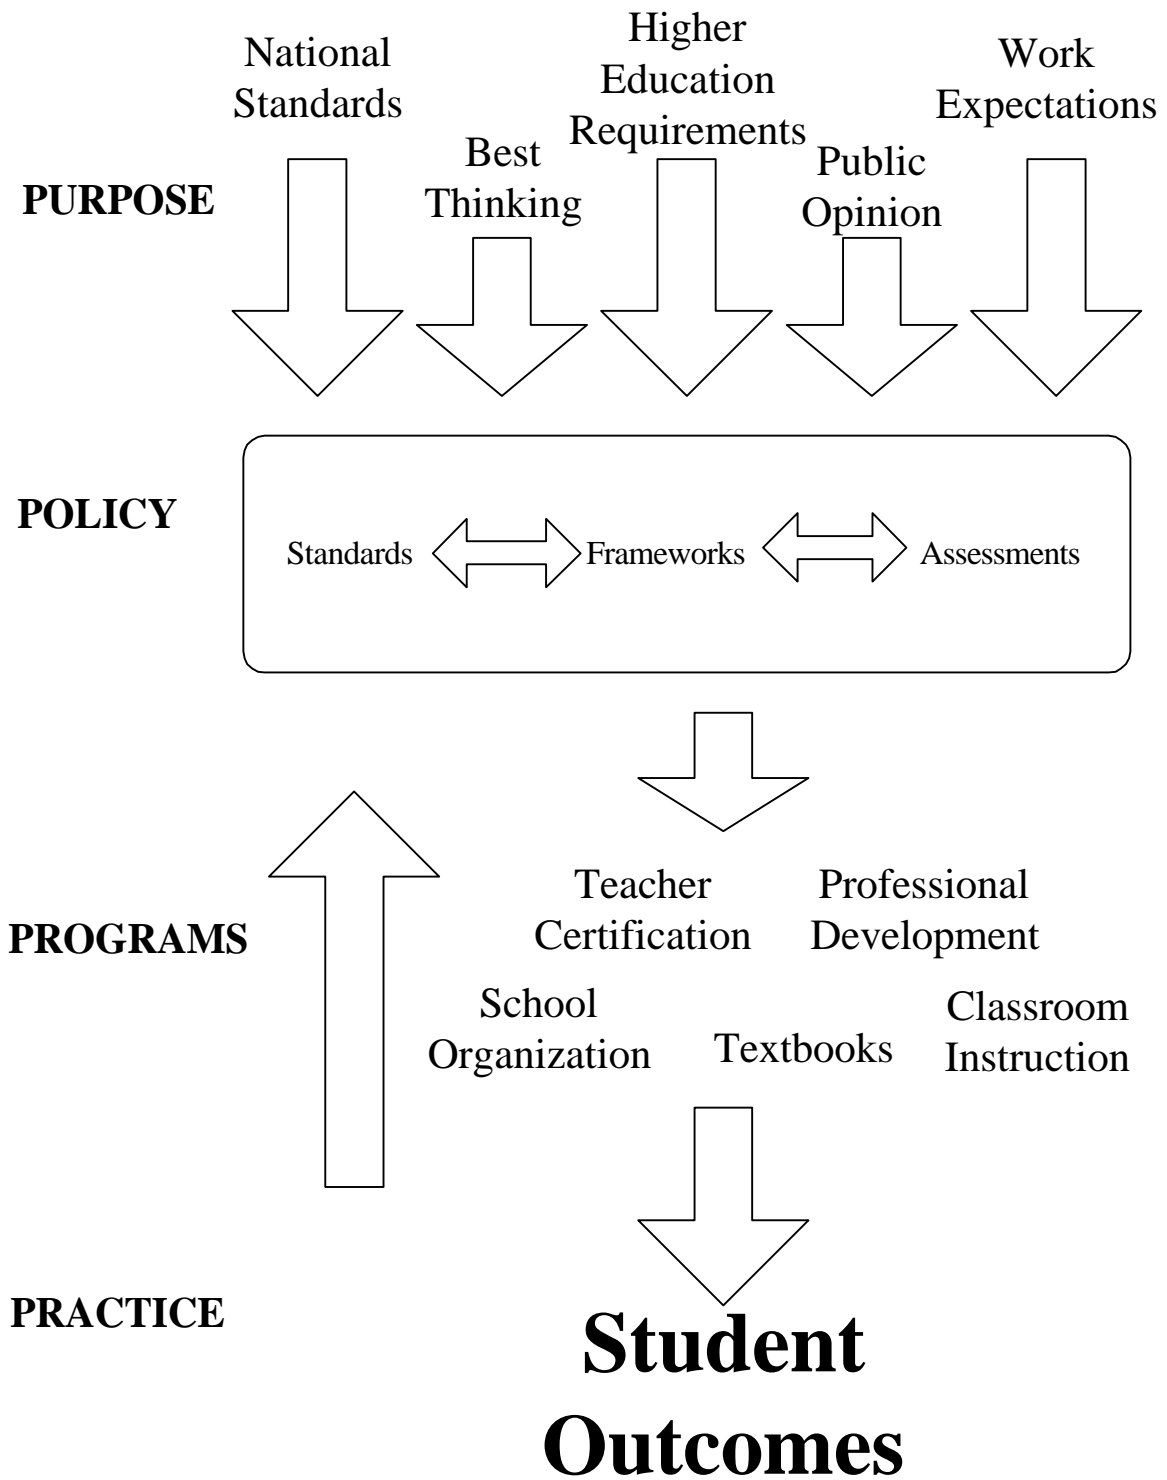 National
Standards
Best
Thinking
Higher
Education
Requirements
Public
Opinion
Work
Expectations
PURPOSE
POLICY
Standards
Frameworks
Assessments
PROGRAMS
Teacher
Certification
Professional
Development
School
Organization
Textbooks
Classroom
Instruction
PRACTICE
Student
Outcomes